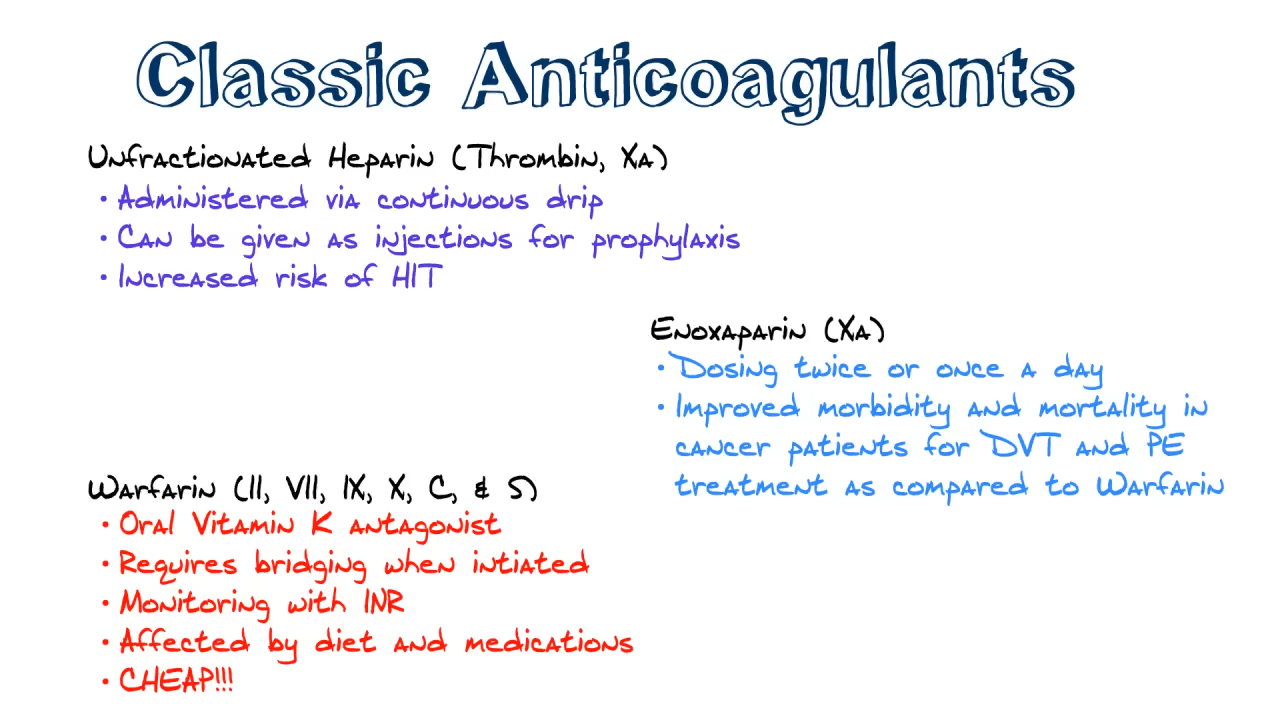 Classic Anticoagulants
Unfractionated Heparin (Thrombin, Xa)
• Administered via continuous drip
• Can be given as injections for prophylaxis
• Increased risk of HIT
Enoxaparin (Xa)
• Dosing twice or once a day
• Improved morbidity and mortality in
cancer patients for DVT and PE
treatment as compared to Warfarin
Warfarin (II, VII, IX, X, C, & S)
• Oral Vitamin K antagonist
• Requires bridging when intiated
• Monitoring with INR
• Affected by diet and medications
• CHEAP!!!